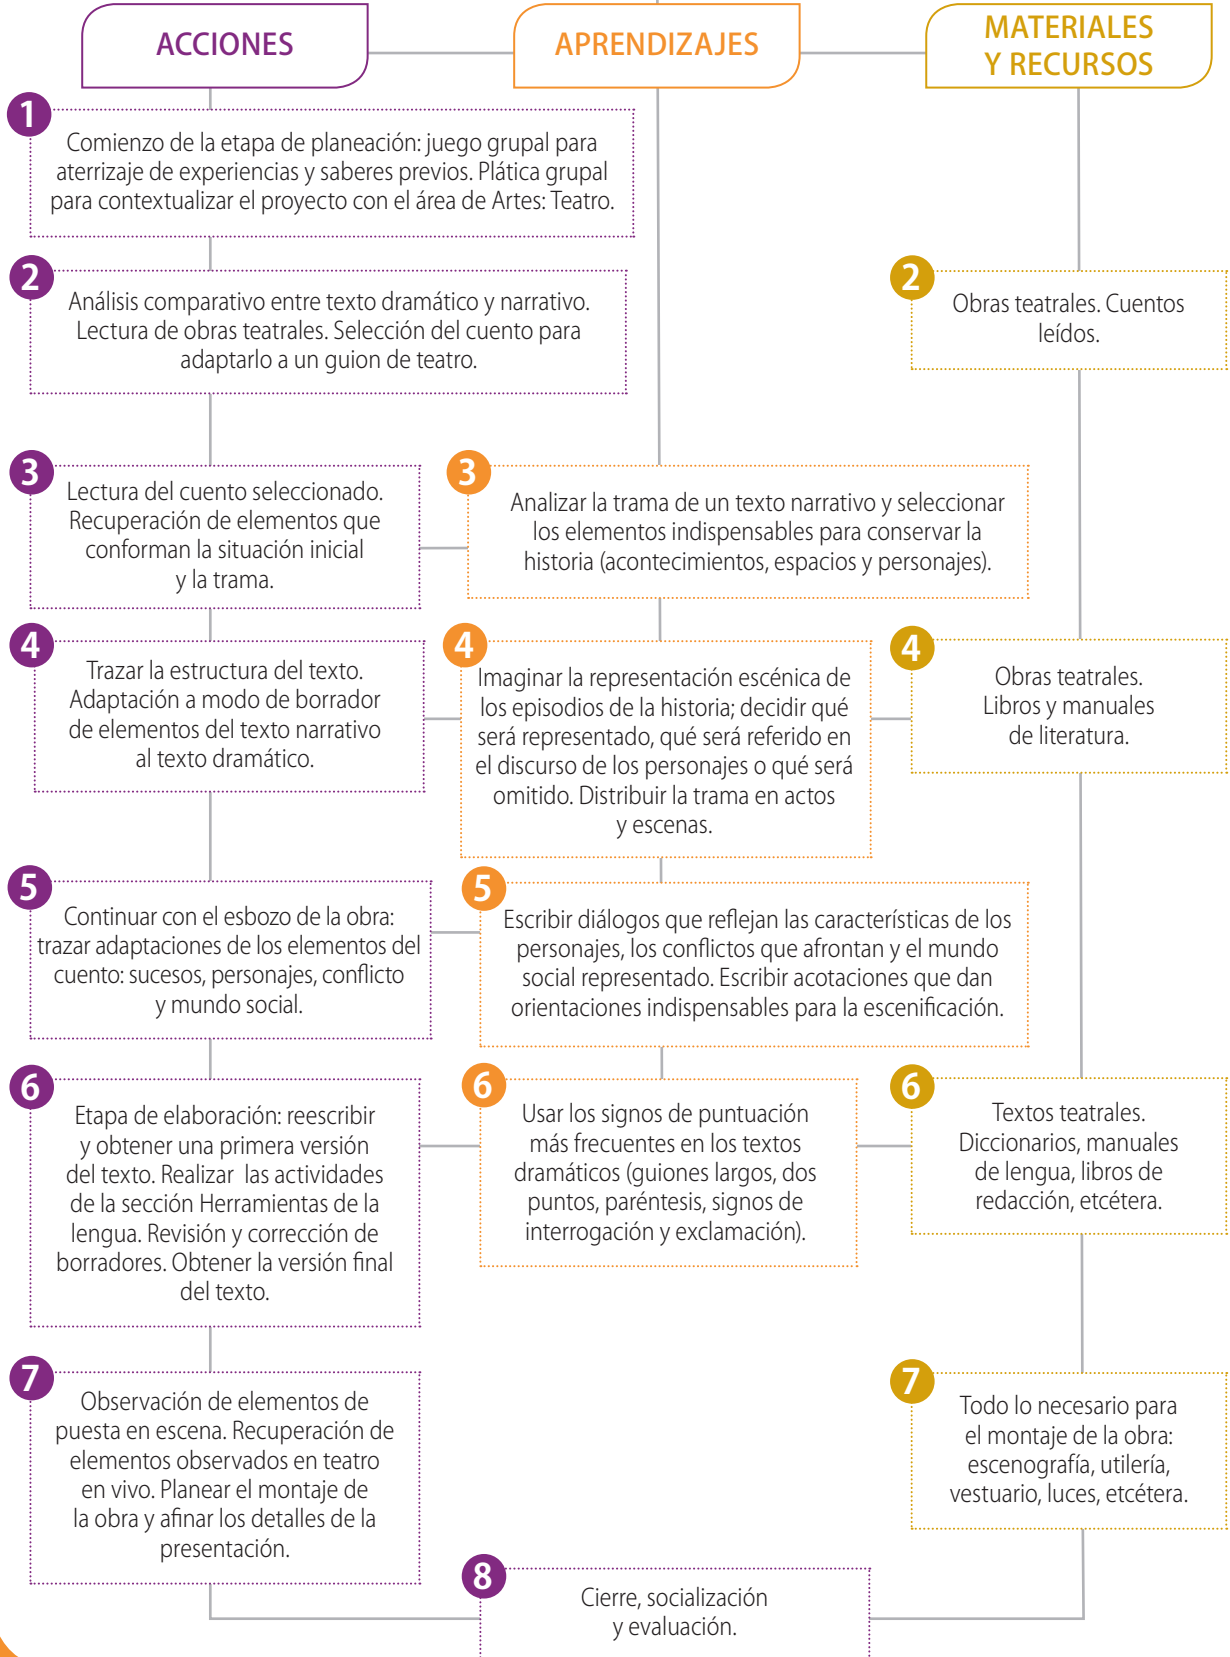 ACCIONES
APRENDIZAJES
MATERIALES
Y RECURSOS
1
Comienzo de la etapa de planeación: juego grupal para
aterrizaje de experiencias y saberes previos. Plática grupal
para contextualizar el proyecto con el área de Artes: Teatro.
2
Análisis comparativo entre texto dramático y narrativo.
Lectura de obras teatrales. Selección del cuento para
adaptarlo a un guion de teatro.
2
Obras teatrales. Cuentos
leídos.
3
Lectura del cuento seleccionado.
Recuperación de elementos que
conforman la situación inicial
y la trama.
3
Analizar la trama de un texto narrativo y seleccionar
los elementos indispensables para conservar la
historia (acontecimientos, espacios y personajes).
4
Trazar la estructura del texto.
Adaptación a modo de borrador
de elementos del texto narrativo
al texto dramático.
4
Imaginar la representación escénica de
los episodios de la historia; decidir qué
será representado, qué será referido en
el discurso de los personajes o qué será
omitido. Distribuir la trama en actos
y escenas.
4
Obras teatrales.
Libros y manuales
de literatura.
5
Continuar con el esbozo de la obra:
trazar adaptaciones de los elementos del
cuento: sucesos, personajes, conflicto
y mundo social.
5
Escribir diálogos que reflejan las características de los
personajes, los conflictos que afrontan y el mundo
social representado. Escribir acotaciones que dan
orientaciones indispensables para la escenificación.
6
Etapa de elaboración: reescribir
y obtener una primera versión
del texto. Realizar las actividades
de la sección Herramientas de la
lengua. Revisión y corrección de
borradores. Obtener la versión final
del texto.
6
Usar los signos de puntuación
más frecuentes en los textos
dramáticos (guiones largos, dos
puntos, paréntesis, signos de
interrogación y exclamación).
6
Textos teatrales.
Diccionarios, manuales
de lengua, libros de
redacción, etcétera.
7
Observación de elementos de
puesta en escena. Recuperación de
elementos observados en teatro
en vivo. Planear el montaje de
la obra y afinar los detalles de la
presentación.
7
Todo lo necesario para
el montaje de la obra:
escenografía, utilería,
vestuario, luces, etcétera.
8
Cierre, socialización
y evaluación.